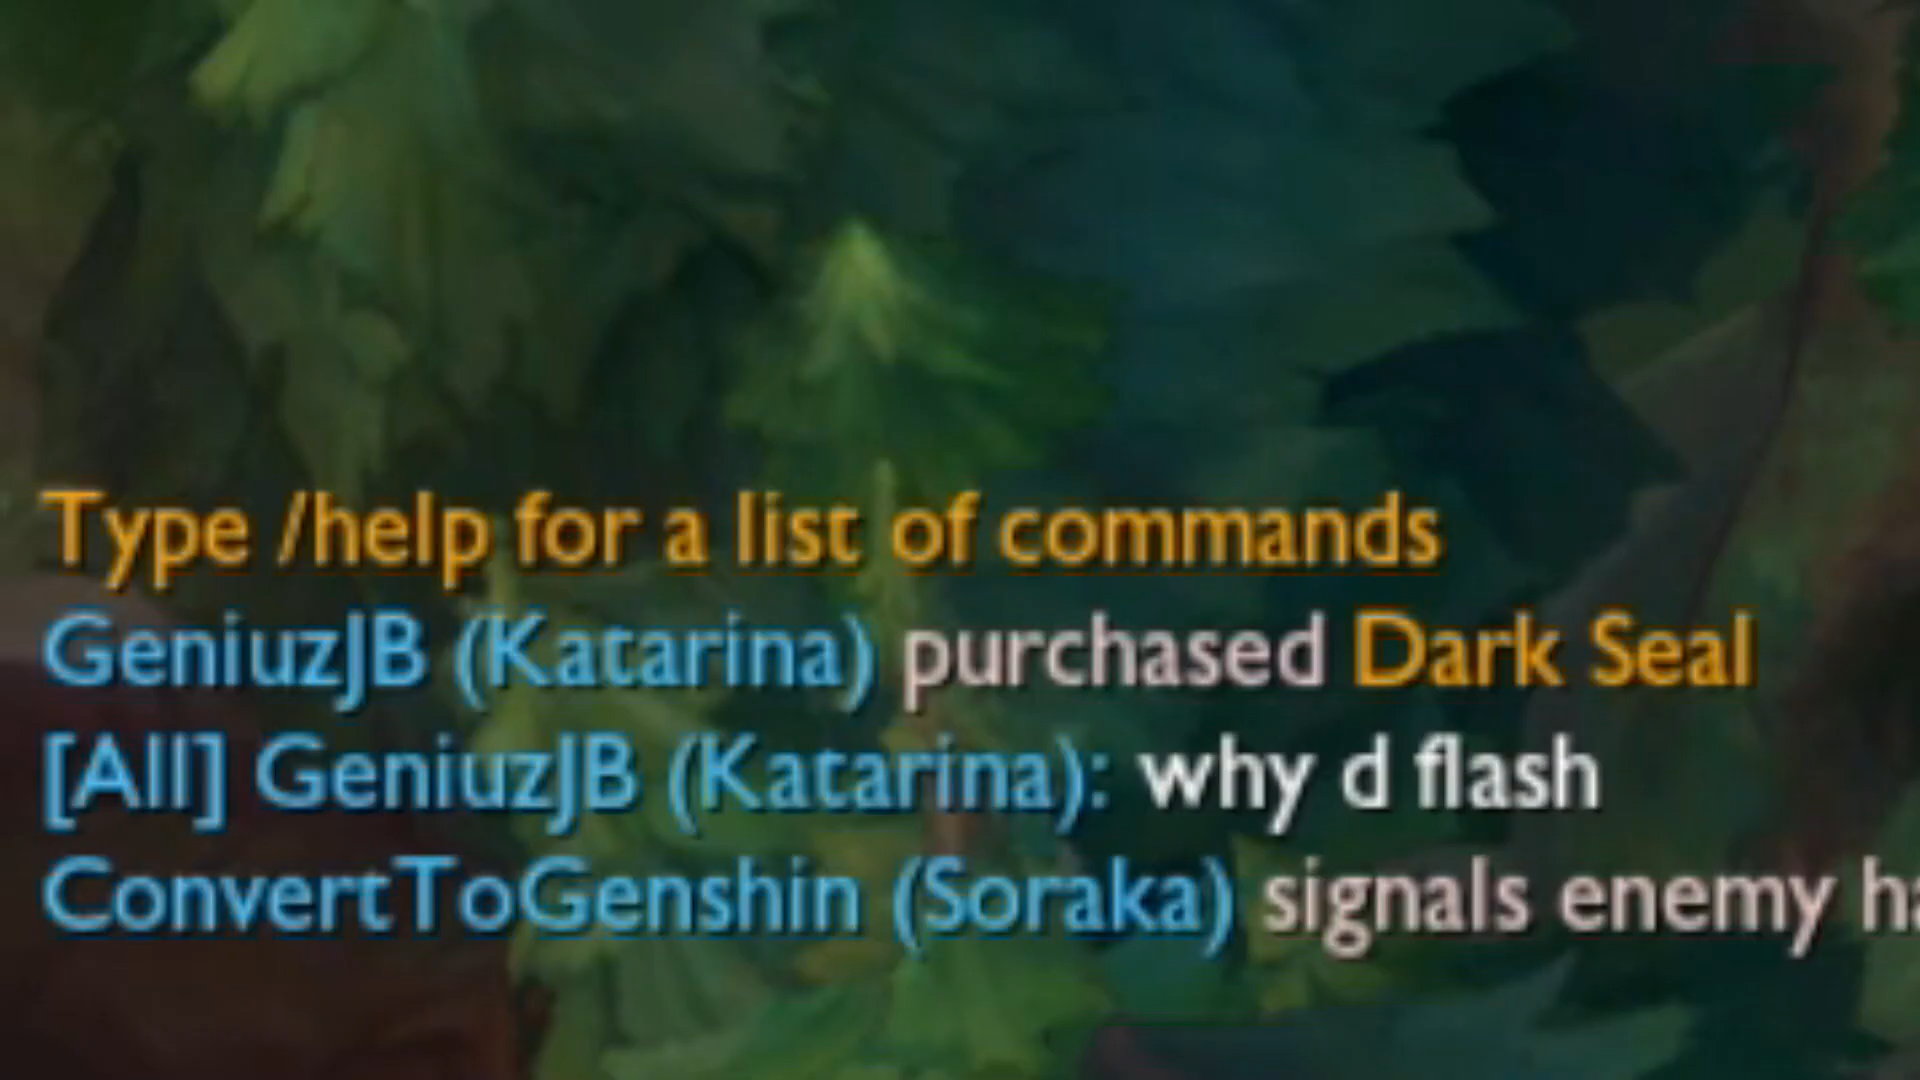 Type /help for a list of commands
GeniuzJB (Katarina) purchased Dark Seal
[All] GeniuzJB (Katarina): why d flash
ConvertToGenshin (Soraka) signals enemy ha